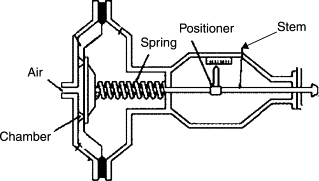 Stem
Positioner
Spring
Air
Chamber